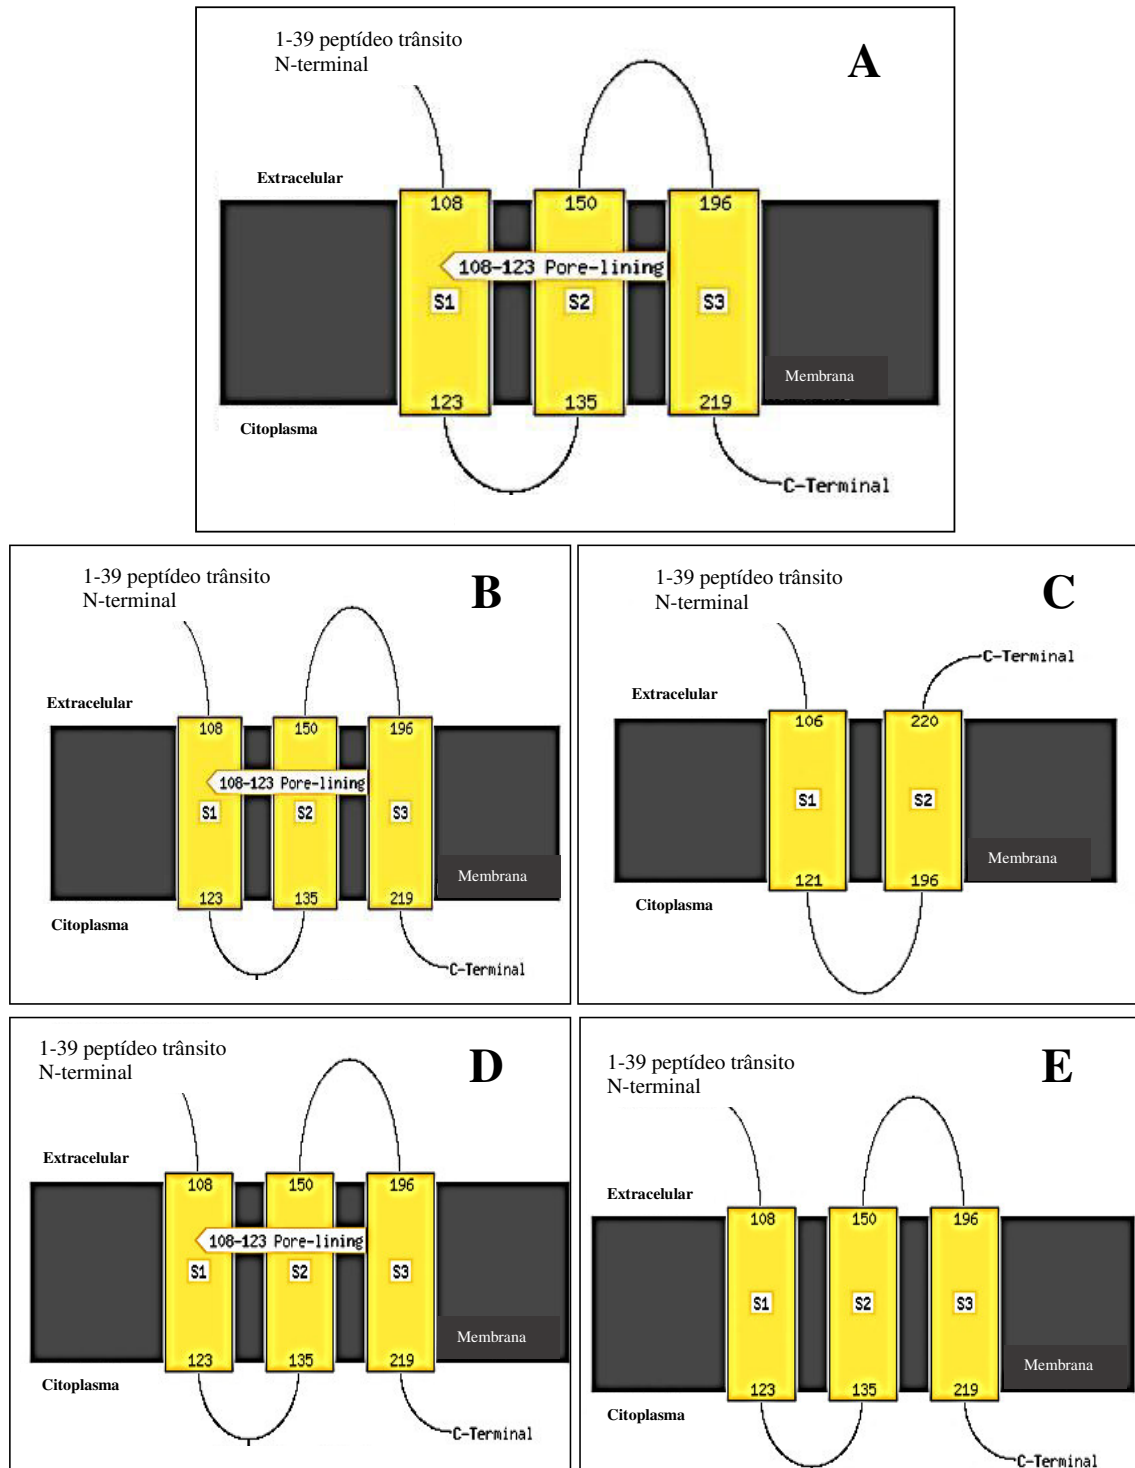 1-39 peptídeo trânsito
N-terminal
A
Extracelular
108 150 196
108-123 Pore-lining
S1 S2 S3
Membrana
123 135 219
Citoplasma
C-Terminal
1-39 peptídeo trânsito
N-terminal
B
Extracelular
108 150 196
108-123 Pore-lining
S1 S2 S3
Membrana
123 135 219
Citoplasma
C-Terminal
1-39 peptídeo trânsito
N-terminal
C
C-Terminal
Extracelular
106 220
S1 S2
Membrana
121 196
Citoplasma
1-39 peptídeo trânsito
N-terminal
D
Extracelular
108 150 196
108-123 Pore-lining
S1 S2 S3
Membrana
123 135 219
Citoplasma
C-Terminal
1-39 peptídeo trânsito
N-terminal
E
Extracelular
108 150 196
S1 S2 S3
Membrana
123 135 219
Citoplasma
C-Terminal